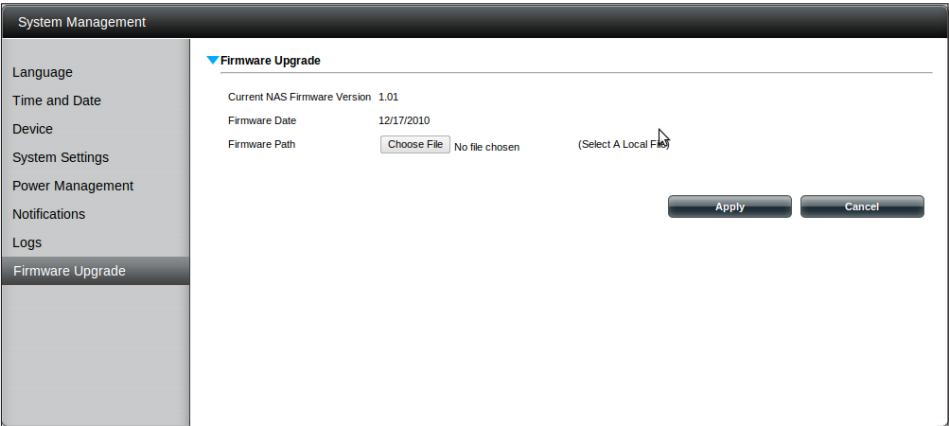 System Management
Language
Time and Date
Device
System Settings
Power Management
Notifications
Logs
Firmware Upgrade
Firmware Upgrade
Current NAS Firmware Version 1.01
Firmware Date 12/17/2010
Firmware Path Choose File No file chosen (Select A Local File)
Apply Cancel